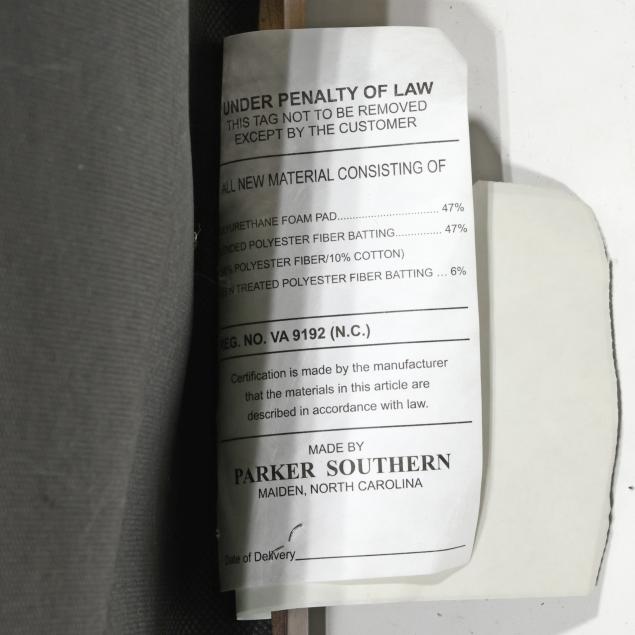 UNDER PENALTY OF LAW
THIS TAG NOT TO BE REMOVED
EXCEPT BY THE CUSTOMER
ALL NEW MATERIAL CONSISTING OF
FOAM PAD................................ 47%
POLYESTER FIBER BATTING.............. 47%
POLYESTER FIBER/10% COTTON)
TREATED POLYESTER FIBER BATTING ... 6%
REG. NO. VA 9192 (N.C.)
Certification is made by the manufacturer
that the materials in this article are
described in accordance with law.
MADE BY
PARKER SOUTHERN
MAIDEN, NORTH CAROLINA
Date of Delivery